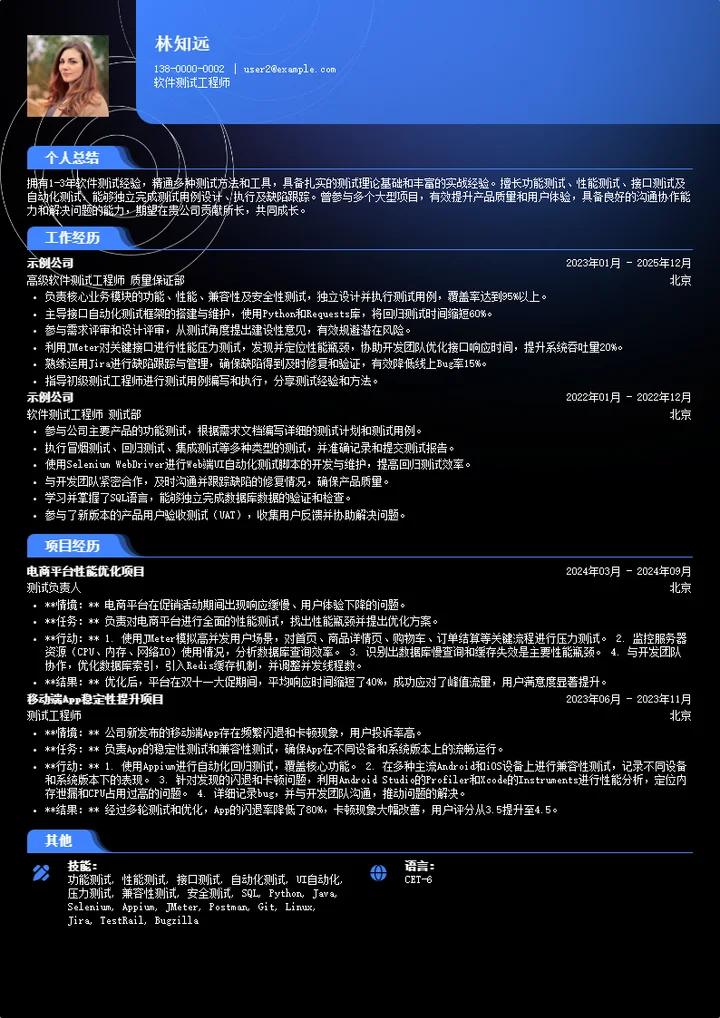 林知远
138-0000-0002 | user2@example.com
软件测试工程师
个人总结
拥有1-3年软件测试经验，精通多种测试方法和工具，具备扎实的测试理论基础和丰富的实战经验。擅长功能测试、性能测试、接口测试及
自动化测试，能够独立完成测试用例设计、执行及缺陷跟踪。曾参与多个大型项目，有效提升产品质量和用户体验，具备良好的沟通协作能
力和解决问题的能力，期望在贵公司贡献所长，共同成长。
工作经历
示例公司 2023年01月 - 2025年12月
高级软件测试工程师 质量保证部 北京
• 负责核心业务模块的功能、性能、兼容性及安全性测试，独立设计并执行测试用例，覆盖率达到95%以上。
• 主导接口自动化测试框架的搭建与维护，使用Python和Requests库，将回归测试时间缩短60%。
• 参与需求评审和设计评审，从测试角度提出建设性意见，有效规避潜在风险。
• 利用JMeter对关键接口进行性能压力测试，发现并定位性能瓶颈，协助开发团队优化接口响应时间，提升系统吞吐量20%。
• 熟练运用Jira进行缺陷跟踪与管理，确保缺陷得到及时修复和验证，有效降低线上Bug率15%。
• 指导初级测试工程师进行测试用例编写和执行，分享测试经验和方法。
示例公司 2022年01月 - 2022年12月
软件测试工程师 测试部 北京
• 参与公司主要产品的功能测试，根据需求文档编写详细的测试计划和测试用例。
• 执行冒烟测试、回归测试、集成测试等多种类型的测试，并准确记录和提交测试报告。
• 使用Selenium WebDriver进行Web端UI自动化测试脚本的开发与维护，提高回归测试效率。
• 与开发团队紧密合作，及时沟通并跟踪缺陷的修复情况，确保产品质量。
• 学习并掌握了SQL语言，能够独立完成数据库数据的验证和检查。
• 参与了新版本的产品用户验收测试（UAT），收集用户反馈并协助解决问题。
项目经历
电商平台性能优化项目 2024年03月 - 2024年09月
测试负责人 北京
• **情境：** 电商平台在促销活动期间出现响应缓慢、用户体验下降的问题。
• **任务：** 负责对电商平台进行全面的性能测试，找出性能瓶颈并提出优化方案。
• **行动：** 1. 使用JMeter模拟高并发用户场景，对首页、商品详情页、购物车、订单结算等关键流程进行压力测试。 2. 监控服务器
资源（CPU、内存、网络IO）使用情况，分析数据库查询效率。 3. 识别出数据库慢查询和缓存失效是主要性能瓶颈。 4. 与开发团队
协作，优化数据库索引，引入Redis缓存机制，并调整并发线程数。
• **结果：** 优化后，平台在双十一大促期间，平均响应时间缩短了40%，成功应对了峰值流量，用户满意度显著提升。
移动端App稳定性提升项目 2023年06月 - 2023年11月
测试工程师 北京
• **情境：** 公司新发布的移动端App存在频繁闪退和卡顿现象，用户投诉率高。
• **任务：** 负责App的稳定性测试和兼容性测试，确保App在不同设备和系统版本上的流畅运行。
• **行动：** 1. 使用Appium进行自动化回归测试，覆盖核心功能。 2. 在多种主流Android和iOS设备上进行兼容性测试，记录不同设备
和系统版本下的表现。 3. 针对发现的闪退和卡顿问题，利用Android Studio的Profiler和Xcode的Instruments进行性能分析，定位内
存泄漏和CPU占用过高的问题。 4. 详细记录bug，并与开发团队沟通，推动问题的解决。
• **结果：** 经过多轮测试和优化，App的闪退率降低了80%，卡顿现象大幅改善，用户评分从3.5提升至4.5。
其他
技能：
功能测试, 性能测试, 接口测试, 自动化测试, UI自动化,
压力测试, 兼容性测试, 安全测试, SQL, Python, Java,
Selenium, Appium, JMeter, Postman, Git, Linux,
Jira, TestRail, Bugzilla
语言：
CET-6